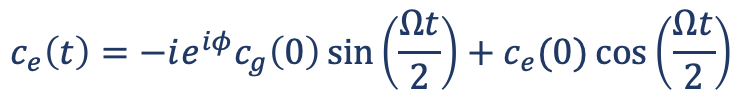 c_e(t) = −ie^{iϕ}c_g(0) sin(Ωt/2) + c_e(0) cos(Ωt/2)